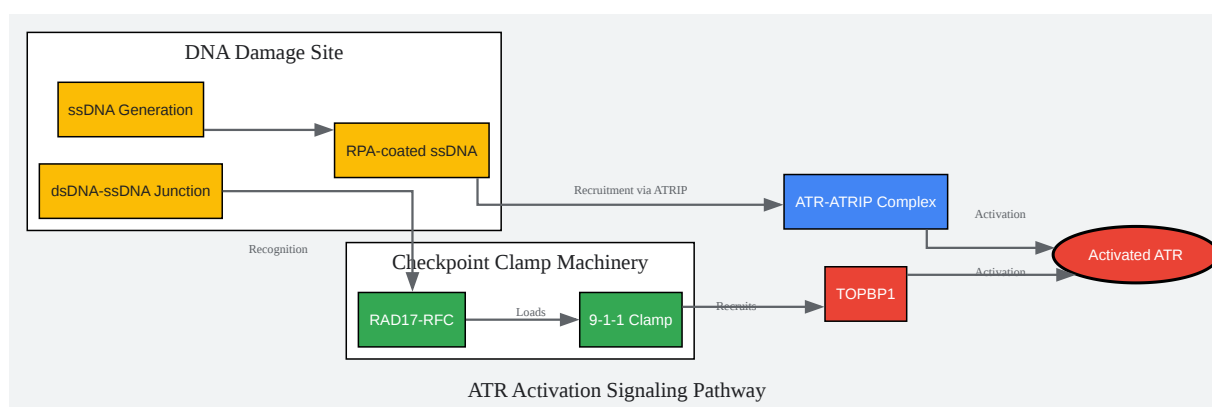 DNA Damage Site
ssDNA Generation
RPA-coated ssDNA
dsDNA-ssDNA Junction
Recruitment via ATRIP
ATR-ATRIP Complex
Activation
Activated ATR
Recognition
Checkpoint Clamp Machinery
Activation
TOPBP1
RAD17-RFC
Loads
9-1-1 Clamp
Recruits
ATR Activation Signaling Pathway